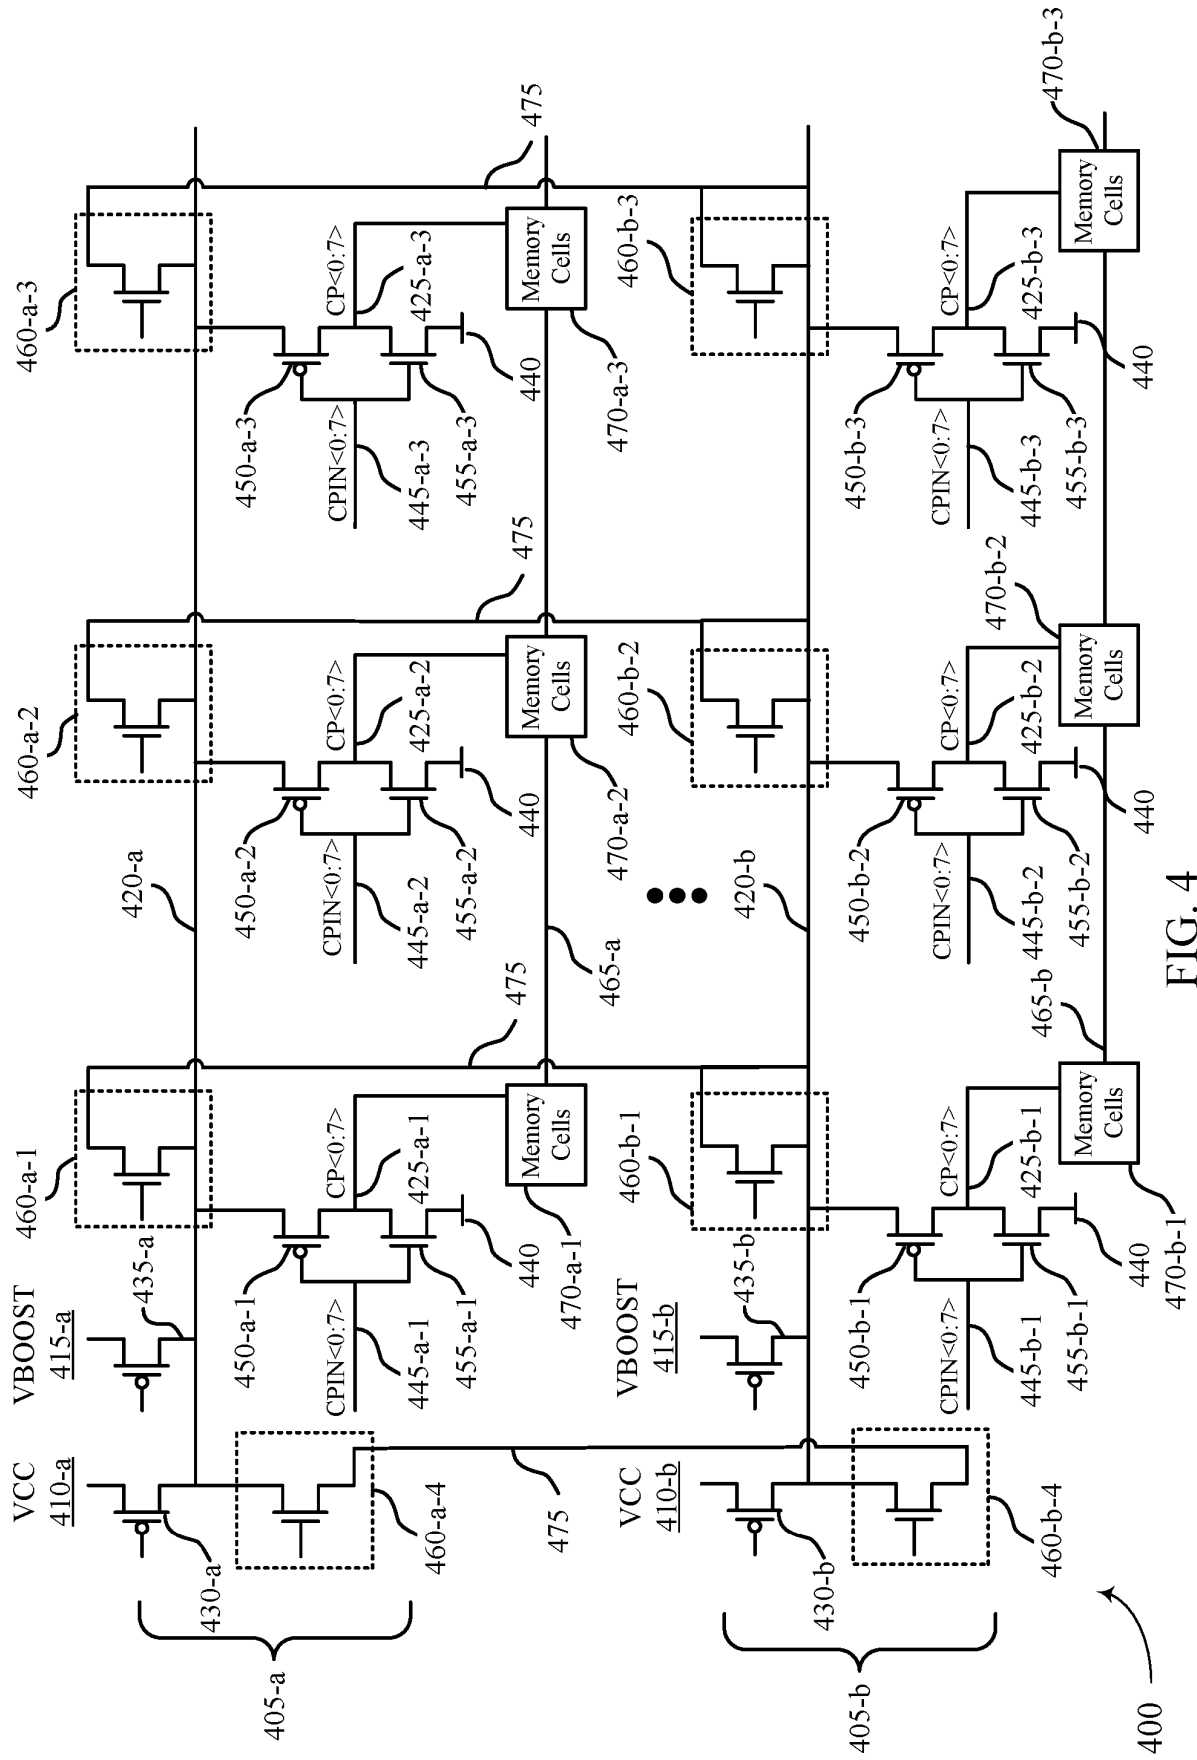 VCC
410-a
VBOOST
415-a
435-a
460-a-1
420-a
460-a-2
460-a-3
405-a
430-a
460-a-4
CPIN<0:7>
445-a-1
450-a-1
455-a-1
CP<0:7>
425-a-1
440
470-a-1
Memory
Cells
475
CPIN<0:7>
445-a-2
450-a-2
455-a-2
CP<0:7>
425-a-2
440
470-a-2
Memory
Cells
475
CPIN<0:7>
445-a-3
450-a-3
455-a-3
CP<0:7>
425-a-3
440
470-a-3
Memory
Cells
475
475
465-a
VCC
410-b
VBOOST
415-b
435-b
460-b-1
420-b
460-b-2
460-b-3
405-b
430-b
460-b-4
CPIN<0:7>
445-b-1
450-b-1
455-b-1
CP<0:7>
425-b-1
440
470-b-1
Memory
Cells
465-b
CPIN<0:7>
445-b-2
450-b-2
455-b-2
CP<0:7>
425-b-2
440
470-b-2
Memory
Cells
CPIN<0:7>
445-b-3
450-b-3
455-b-3
CP<0:7>
425-b-3
440
470-b-3
Memory
Cells
400
FIG. 4